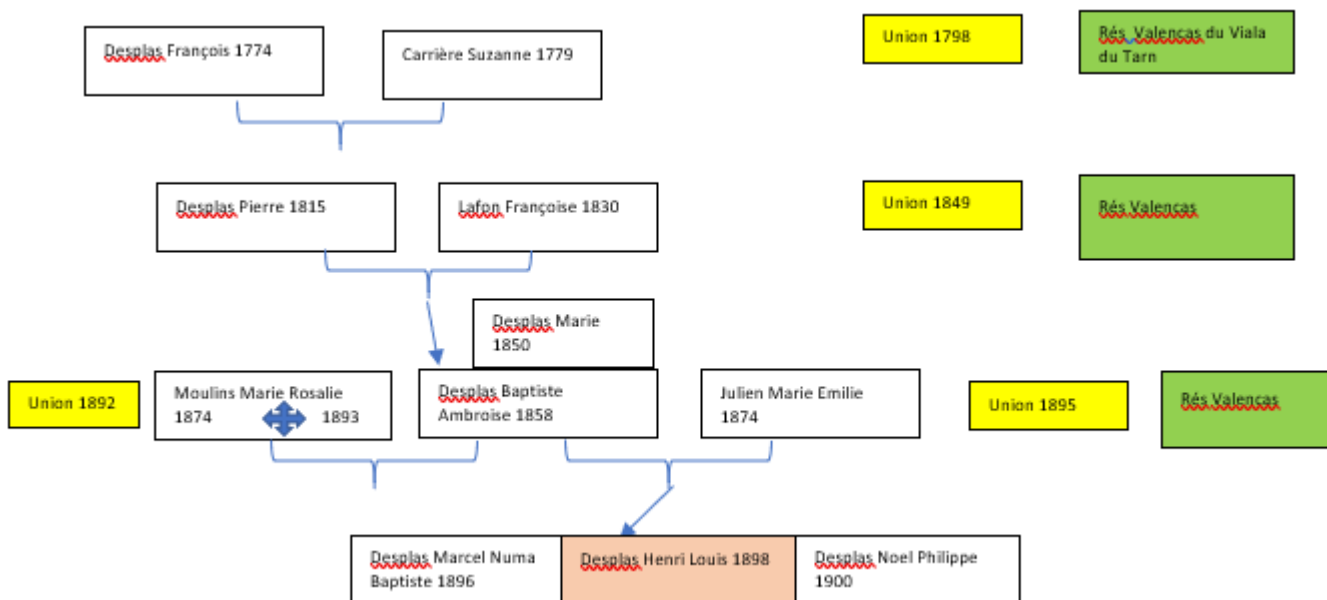 Desplas François 1774
Carrière Suzanne 1779
Union 1798
Rés Valencas du Viala
du Tarn
Desplas Pierre 1815
Lafon Françoise 1830
Union 1849
Rés Valencas
Desplas Marie
1850
Union 1892
Moulins Marie Rosalie
1874 1893
Desplas Baptiste
Ambroise 1858
Julien Marie Emilie
1874
Union 1895
Rés Valencas
Desplas Marcel Numa
Baptiste 1896
Desplas Henri Louis 1898
Desplas Noel Philippe
1900